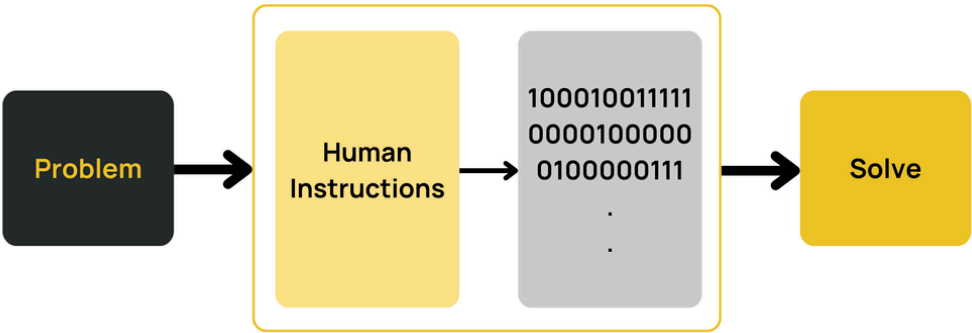 Problem
Human
Instructions
100010011111
0000100000
0100000111
.
.
Solve